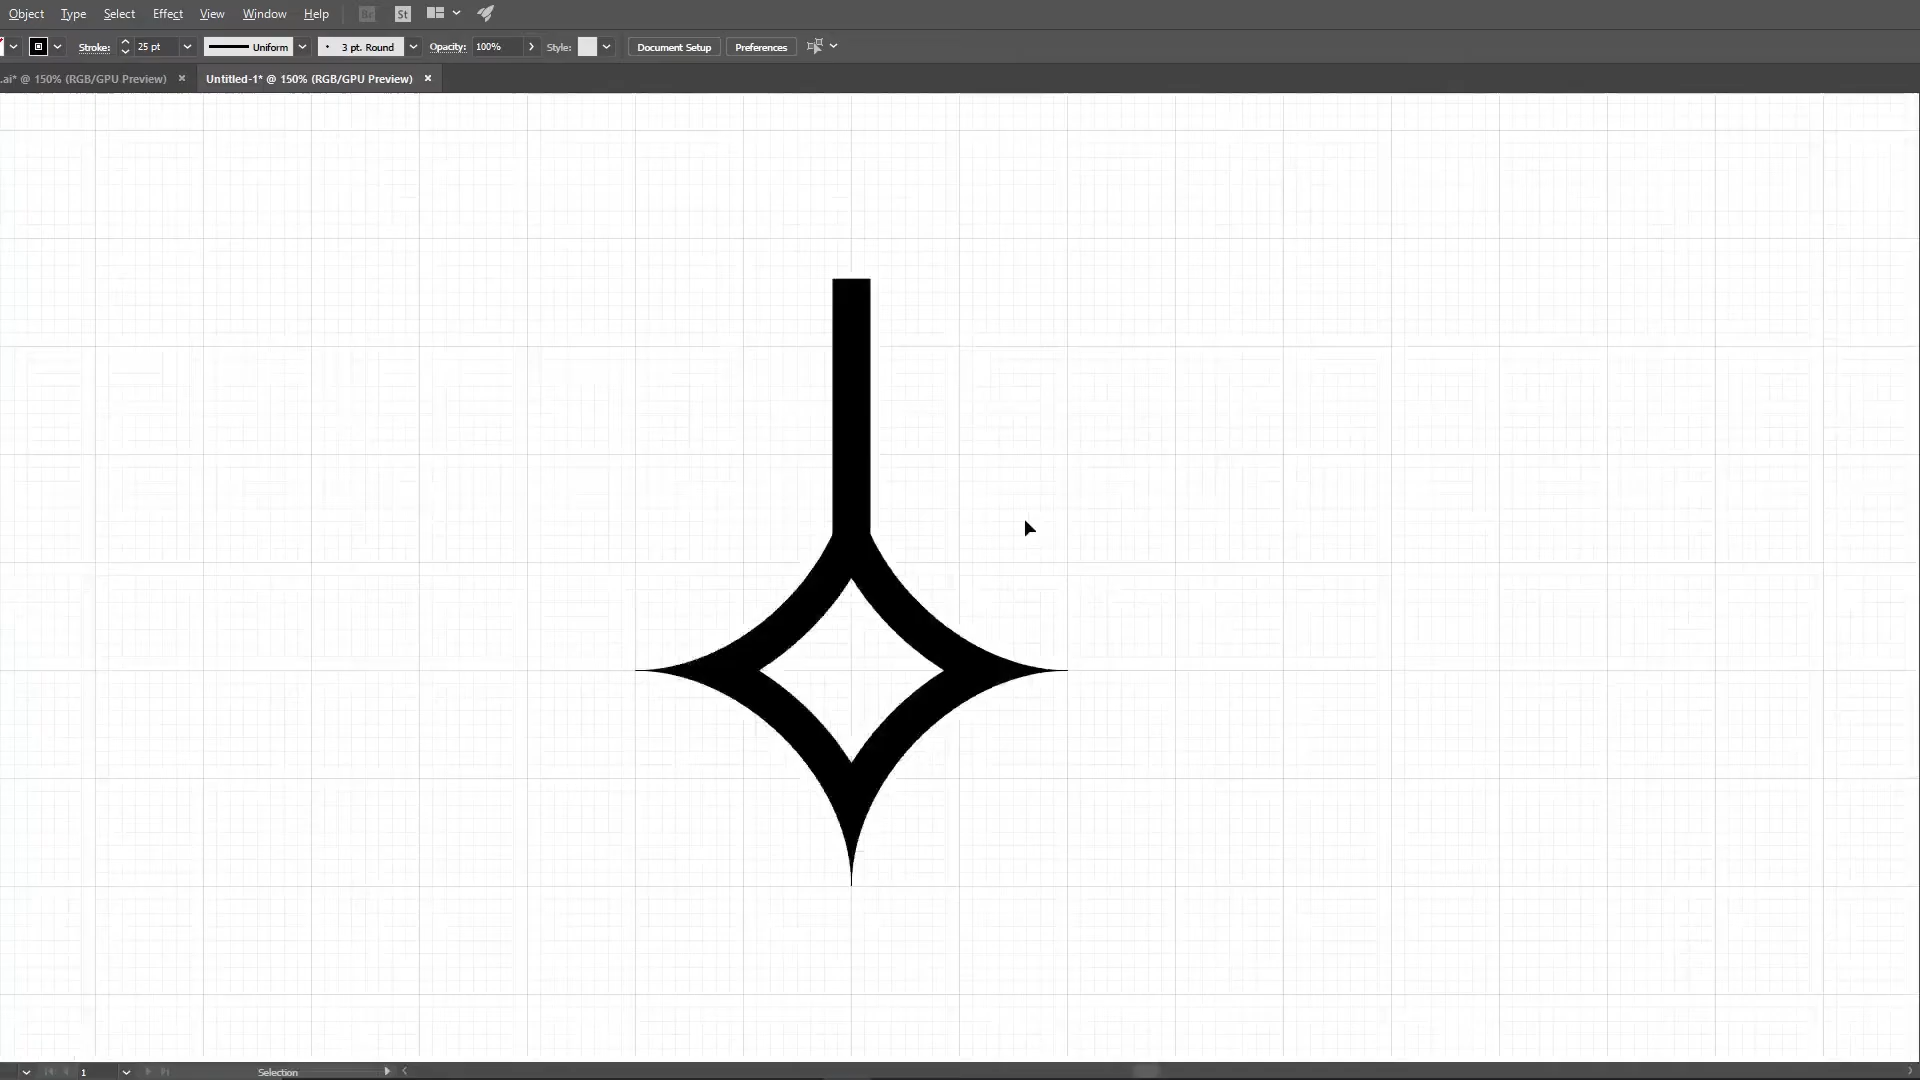 Object Type Select Effect View Window Help Br St
Stroke: 25 pt Uniform 3 pt. Round Opacity: 100% Style: Document Setup Preferences
.ai* @ 150% (RGB/GPU Preview) × Untitled-1* @ 150% (RGB/GPU Preview) ×
1 Selection